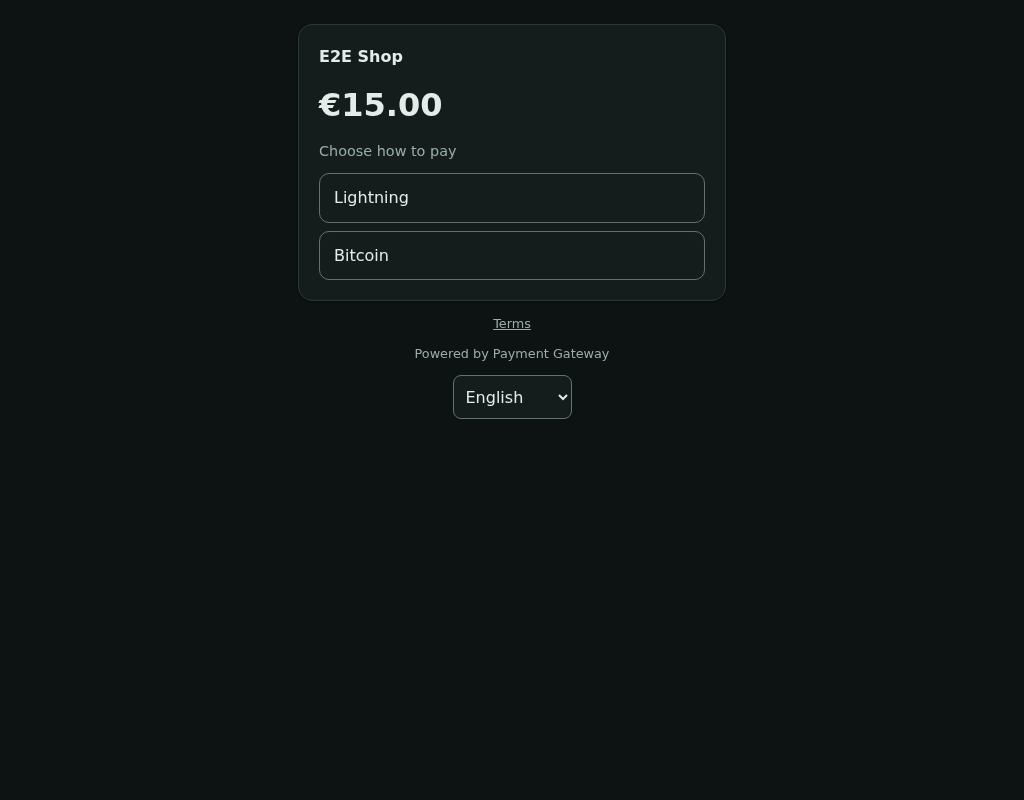 E2E Shop
€15.00
Choose how to pay
Lightning
Bitcoin
Terms
Powered by Payment Gateway
English